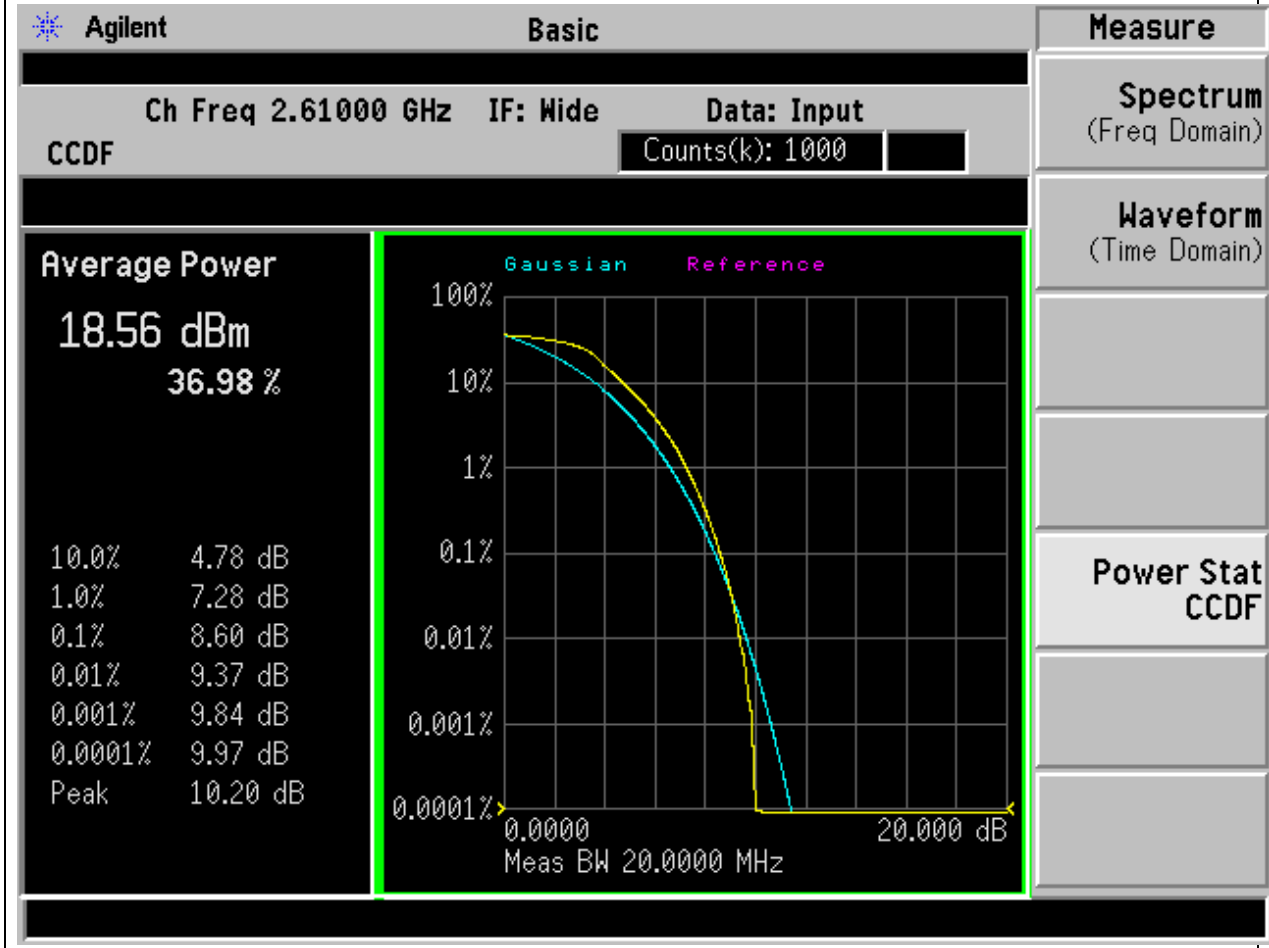 Agilent
Basic
Measure
Ch Freq 2.61000 GHz IF: Wide Data: Input
CCDF
Counts(k): 1000
Spectrum
(Freq Domain)
Waveform
(Time Domain)
Power Stat
CCDF
Average Power
18.56 dBm
36.98 %
10.0% 4.78 dB
1.0% 7.28 dB
0.1% 8.60 dB
0.01% 9.37 dB
0.001% 9.84 dB
0.0001% 9.97 dB
Peak 10.20 dB
Gaussian Reference
100%
10%
1%
0.1%
0.01%
0.001%
0.0001%
0.0000 20.000 dB
Meas BW 20.0000 MHz